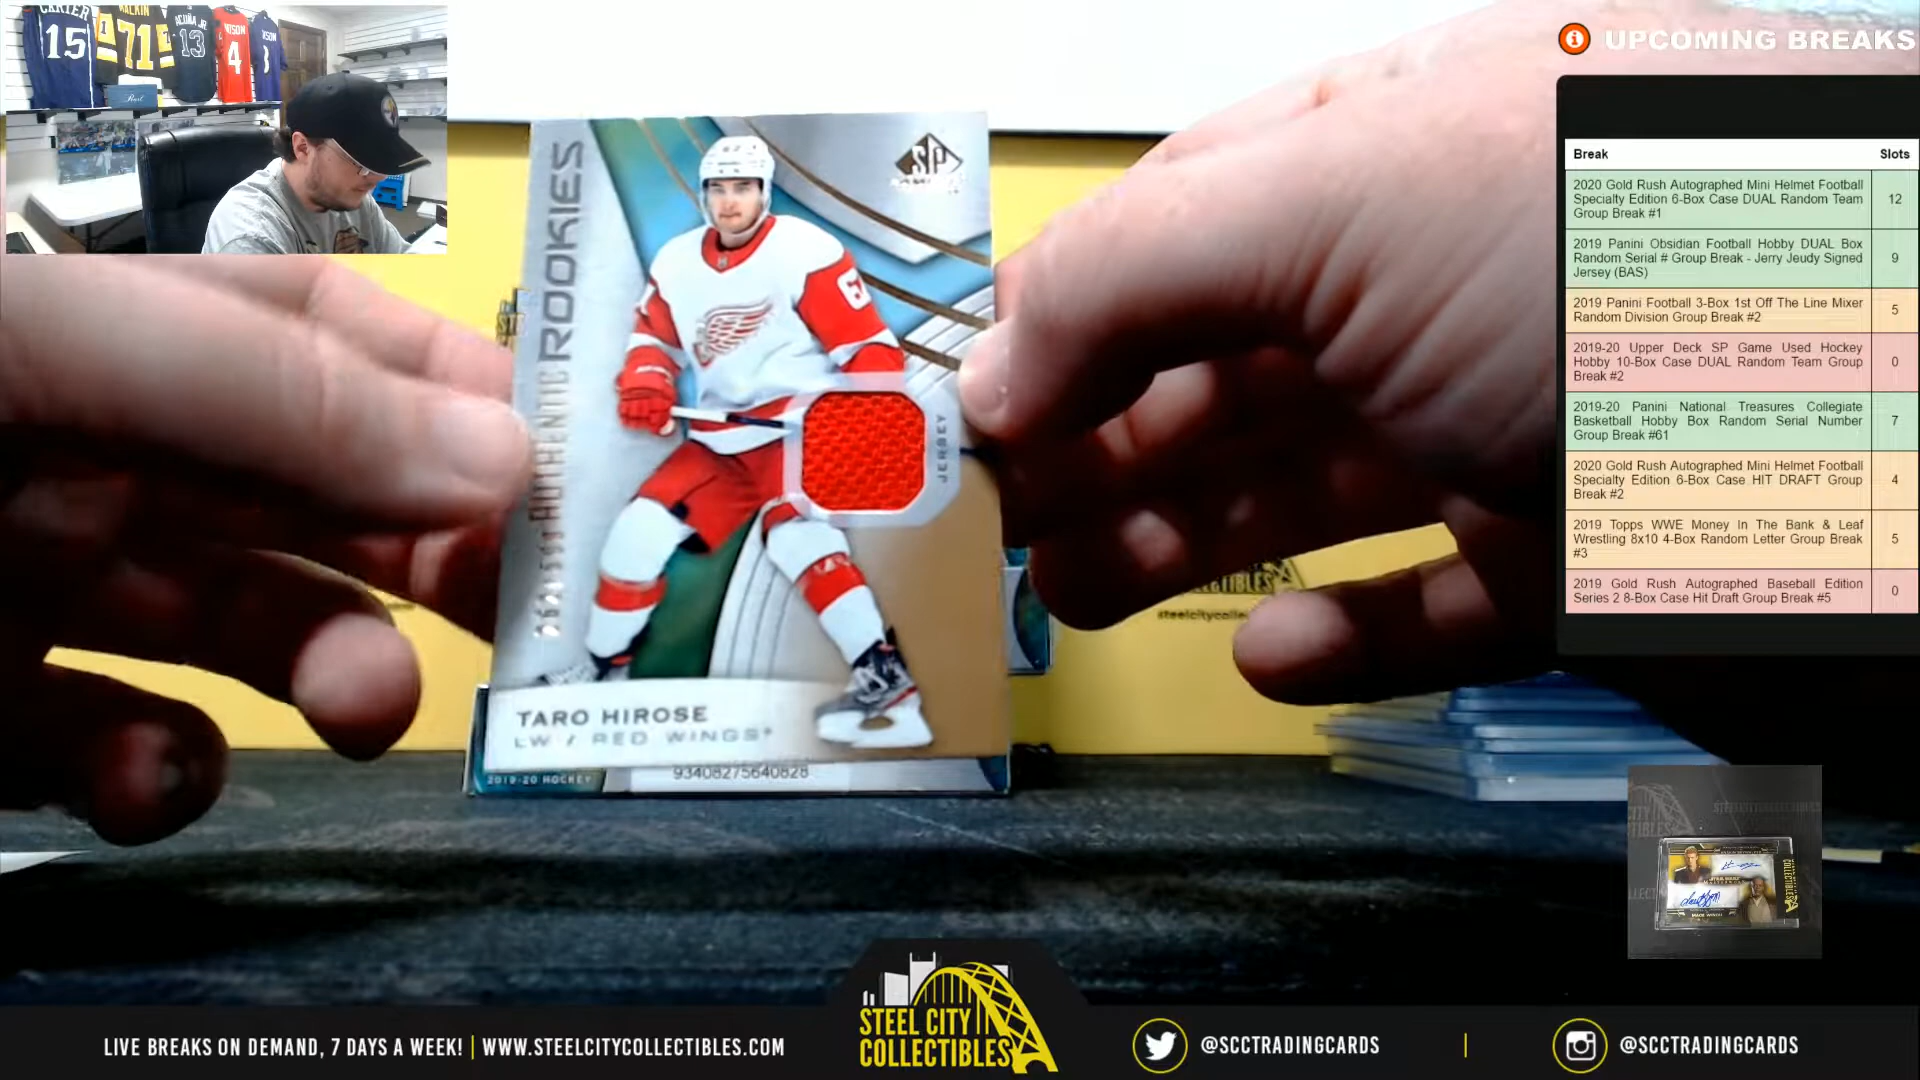 CARTER
15
71
ACUÑA JR.
13
4
3
AUTHENTIC ROOKIES
SP
JERSEY
TARO HIROSE
LW / RED WINGS
2019-20 HOCKEY
93408275640828
UPCOMING BREAKS
Break Slots
2020 Gold Rush Autographed Mini Helmet Football
Specialty Edition 6-Box Case DUAL Random Team
Group Break #1
12
2019 Panini Obsidian Football Hobby DUAL Box
Random Serial # Group Break - Jerry Jeudy Signed
Jersey (BAS)
9
2019 Panini Football 3-Box 1st Off The Line Mixer
Random Division Group Break #2
5
2019-20 Upper Deck SP Game Used Hockey
Hobby 10-Box Case DUAL Random Team Group
Break #2
0
2019-20 Panini National Treasures Collegiate
Basketball Hobby Box Random Serial Number
Group Break #61
7
2020 Gold Rush Autographed Mini Helmet Football
Specialty Edition 6-Box Case HIT DRAFT Group
Break #2
4
2019 Topps WWE Money In The Bank & Leaf
Wrestling 8x10 4-Box Random Letter Group Break
#3
5
2019 Gold Rush Autographed Baseball Edition
Series 2 8-Box Case Hit Draft Group Break #5
0
LIVE BREAKS ON DEMAND, 7 DAYS A WEEK! | WWW.STEELCITYCOLLECTIBLES.COM
STEEL CITY
COLLECTIBLES
@SCCTRADINGCARDS
@SCCTRADINGCARDS